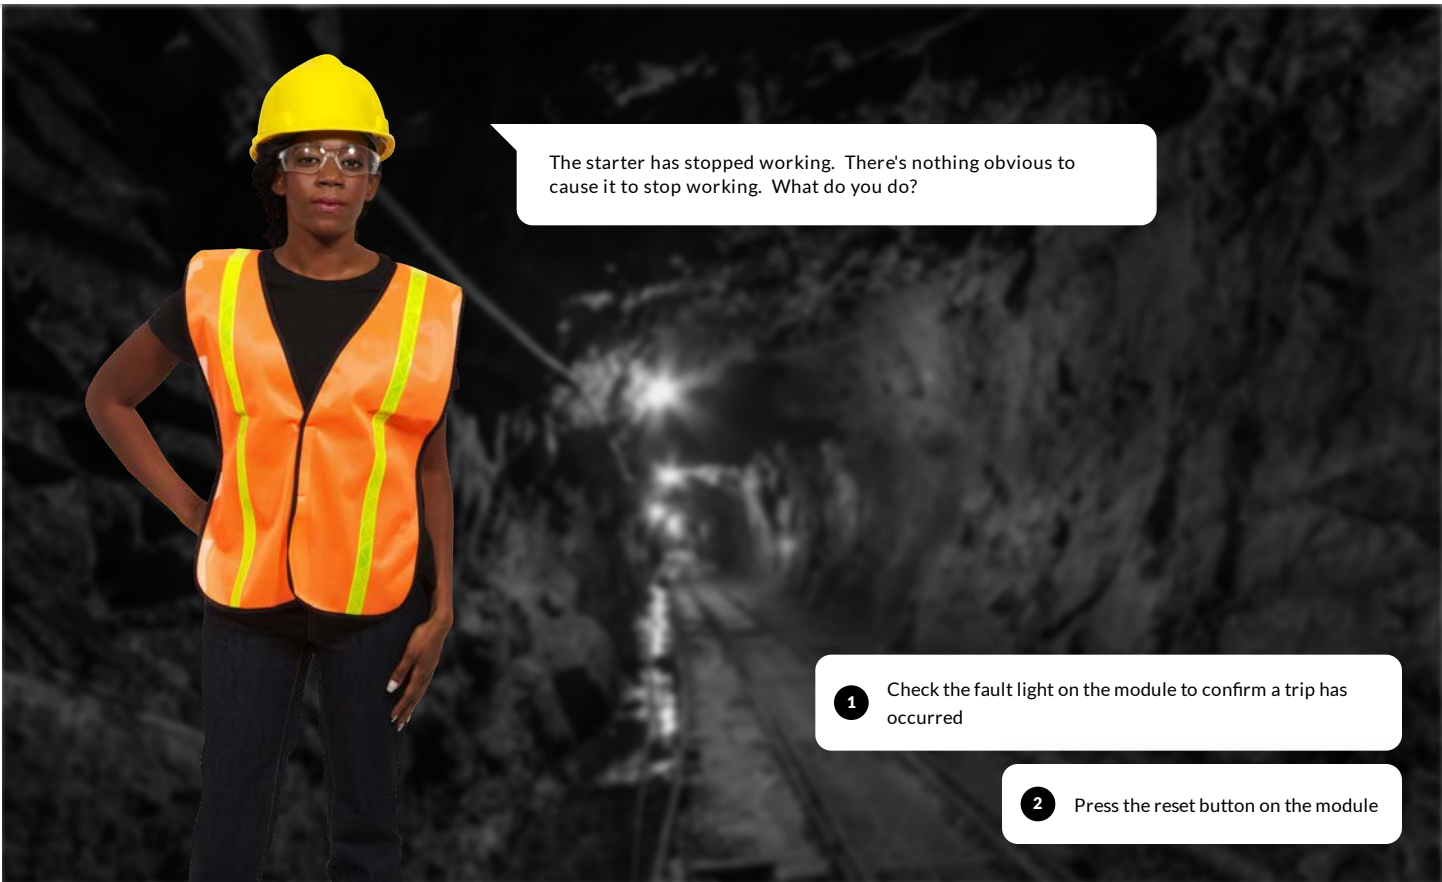 The starter has stopped working.  There's nothing obvious to
cause it to stop working.  What do you do?
1 Check the fault light on the module to confirm a trip has
occurred
2 Press the reset button on the module